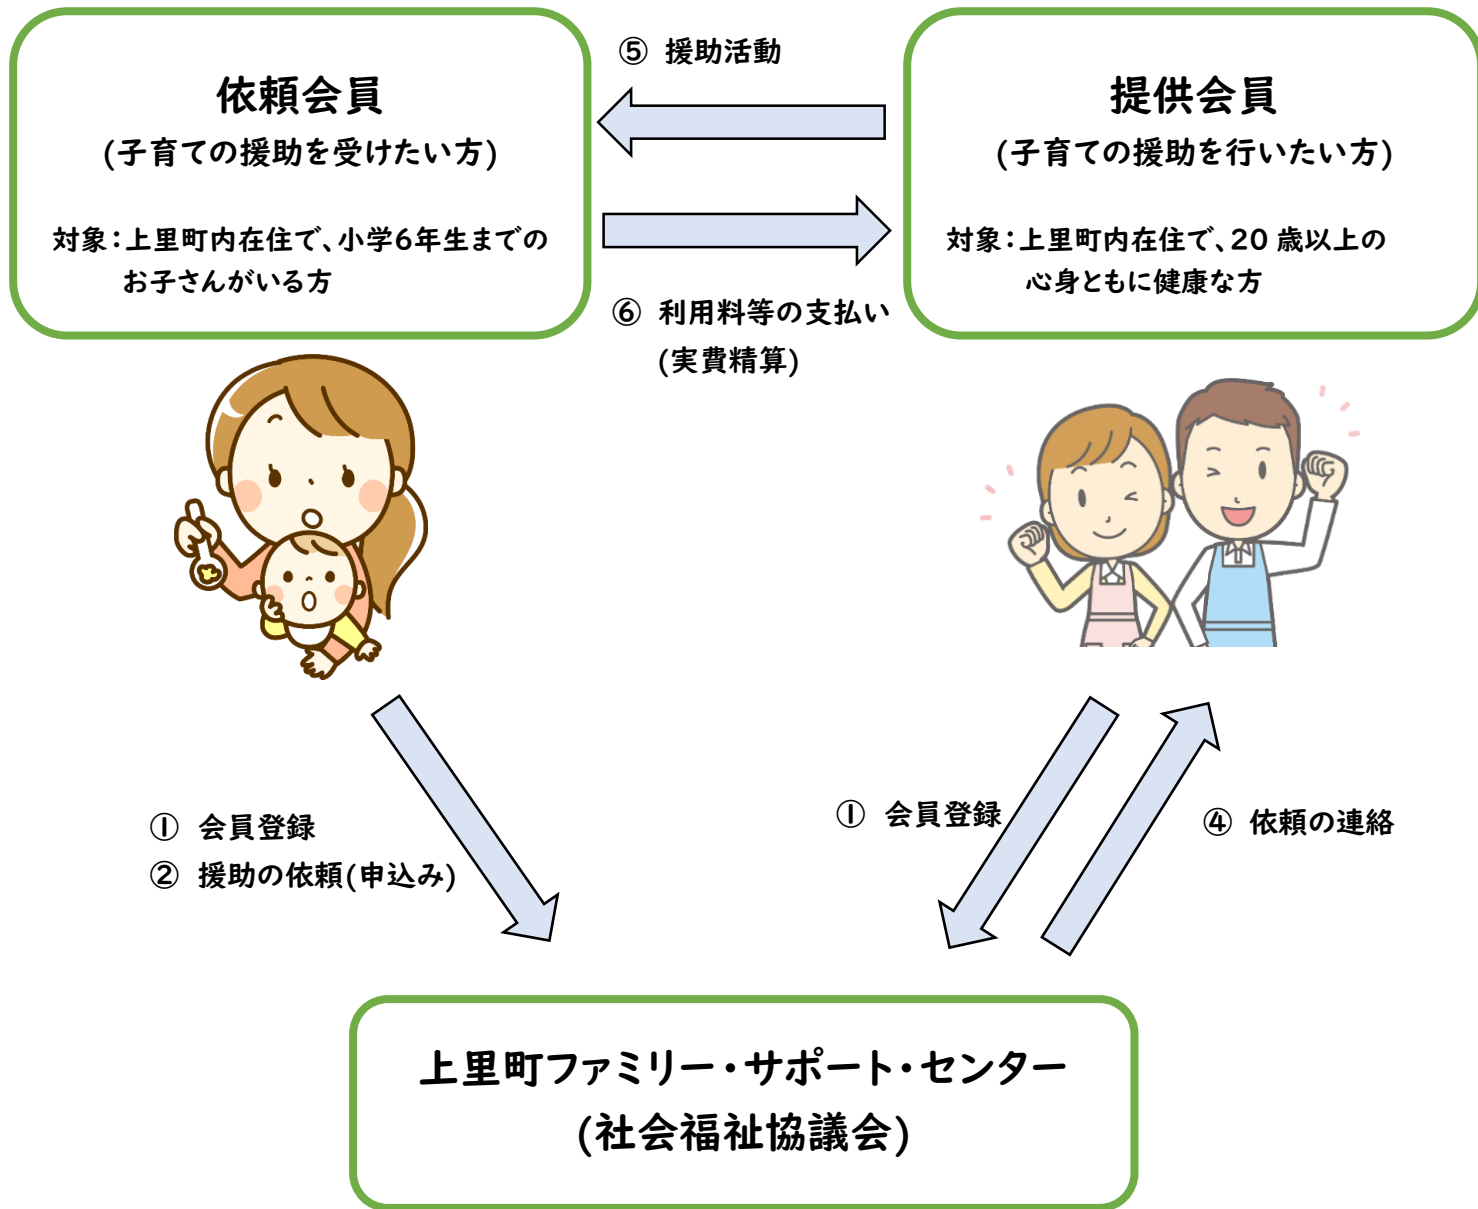 依頼会員
(子育ての援助を受けたい方)
対象:上里町内在住で、小学6年生までの
お子さんがいる方
⑤ 援助活動
⑥ 利用料等の支払い
(実費精算)
提供会員
(子育ての援助を行いたい方)
対象:上里町内在住で、20 歳以上の
心身ともに健康な方
① 会員登録
② 援助の依頼(申込み)
① 会員登録
④ 依頼の連絡
上里町ファミリー・サポート・センター
(社会福祉協議会)